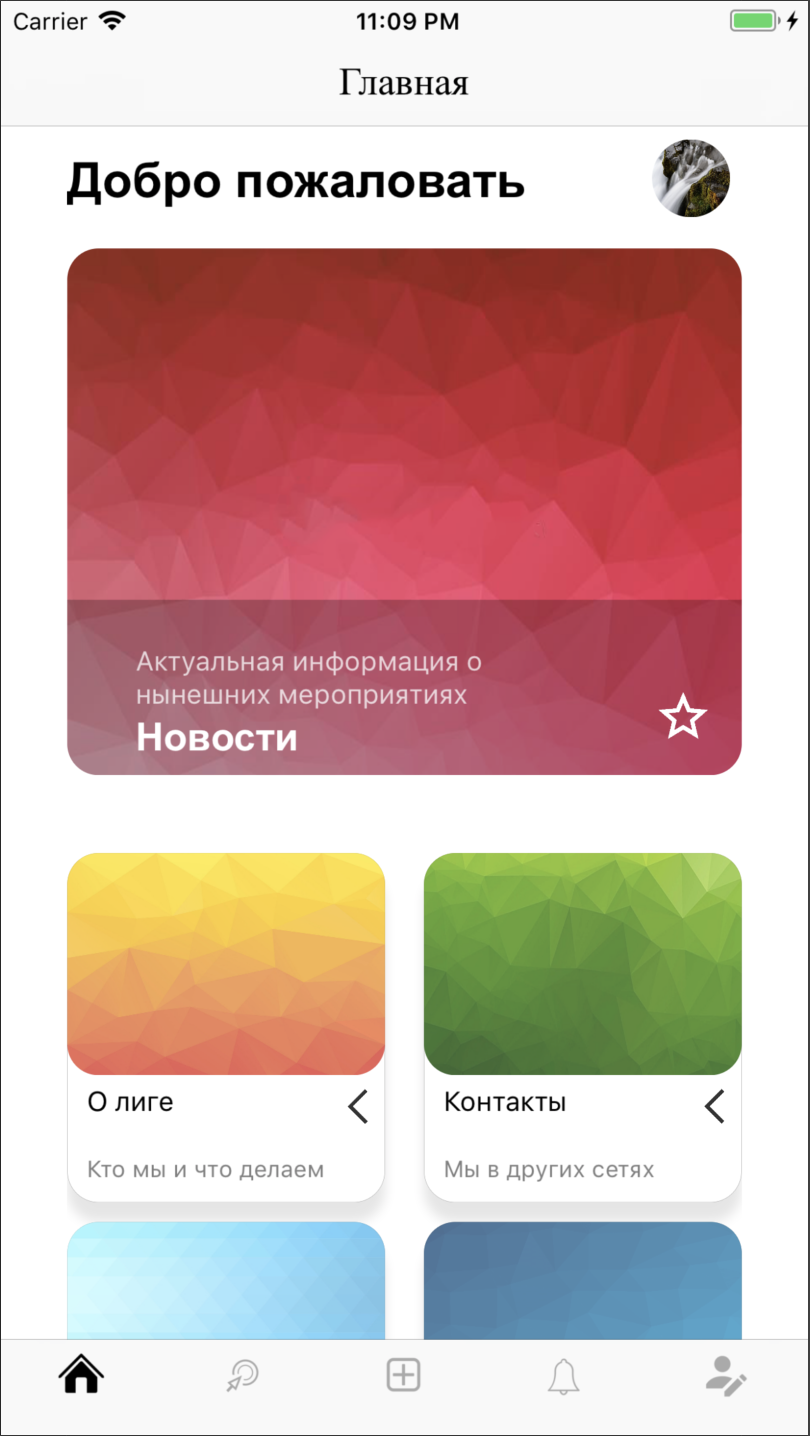 Carrier 11:09 PM
Главная
Добро пожаловать
Актуальная информация о
нынешних мероприятиях
Новости
О лиге
Контакты
Кто мы и что делаем
Мы в других сетях